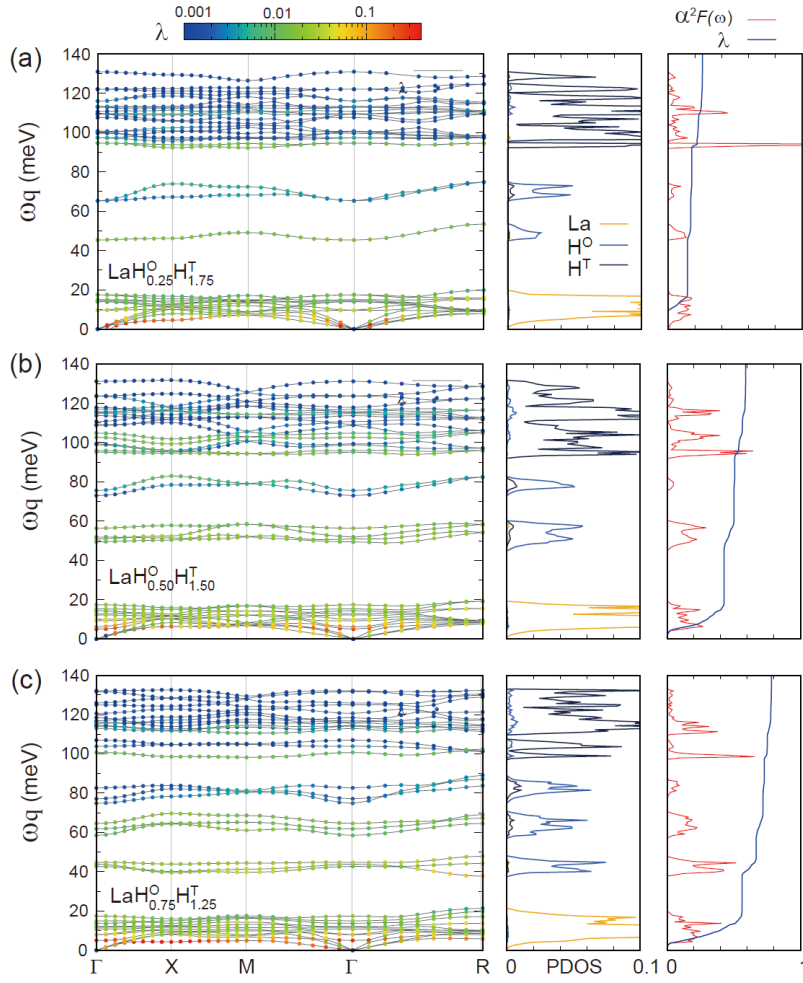 0.001 0.01 0.1
λ
α²F(ω)
λ
(a)
140
120
100
80
60
40
20
0
ωq (meV)
λ
LaH^O_0.25H^T_1.75
La
H^O
H^T
(b)
140
120
100
80
60
40
20
0
ωq (meV)
LaH^O_0.50H^T_1.50
(c)
140
120
100
80
60
40
20
0
ωq (meV)
LaH^O_0.75H^T_1.25
Γ X M Γ R
0 PDOS 0.1
0 1